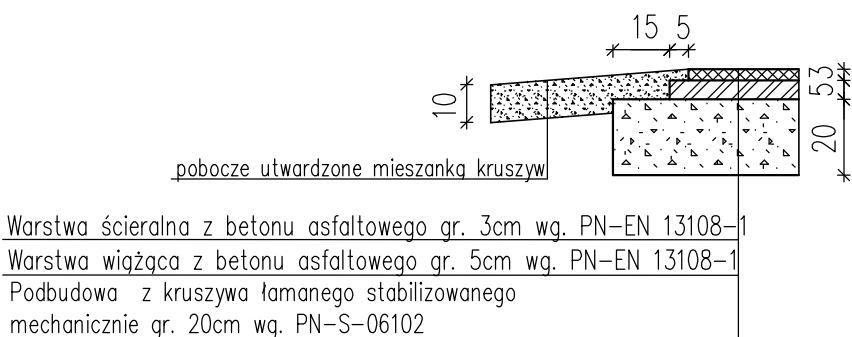 15 5
10
53
20
pobocze utwardzone mieszanką kruszyw
Warstwa ścieralna z betonu asfaltowego gr. 3cm wg. PN-EN 13108-1
Warstwa wiążąca z betonu asfaltowego gr. 5cm wg. PN-EN 13108-1
Podbudowa z kruszywa łamanego stabilizowanego
mechanicznie gr. 20cm wg. PN-S-06102